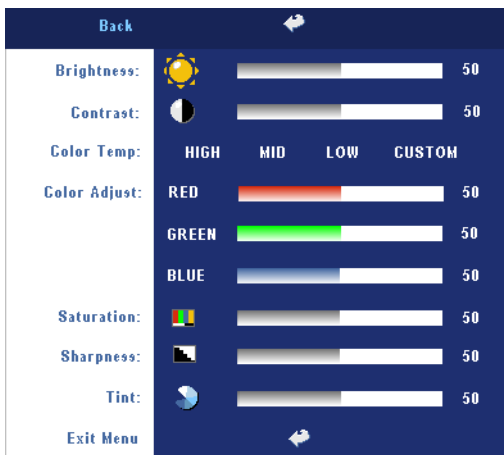 Back
Brightness: 50
Contrast: 50
Color Temp: HIGH MID LOW CUSTOM
Color Adjust: RED 50
GREEN 50
BLUE 50
Saturation: 50
Sharpness: 50
Tint: 50
Exit Menu